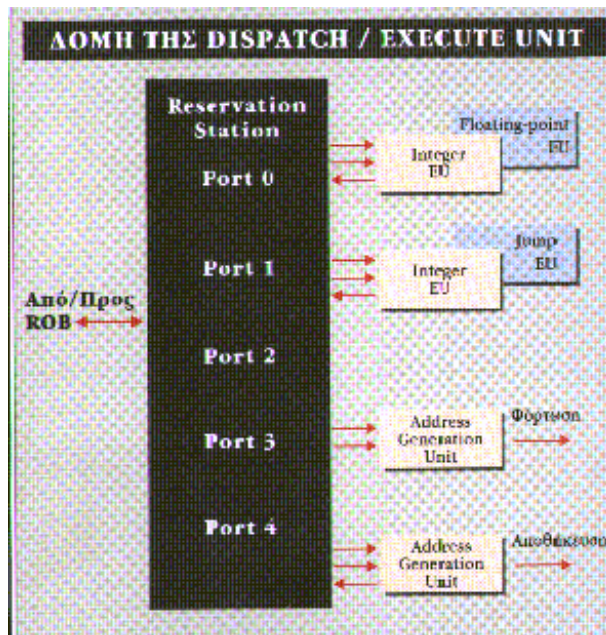 ΔΟΜΗ ΤΗΣ DISPATCH / EXECUTE UNIT
Reservation
Station
Port 0
Integer
EU
Floating-point
EU
Port 1
Integer
EU
Jump
EU
Από/Προς
ROB
Port 2
Port 3
Address
Generation
Unit
Φόρτωση
Port 4
Address
Generation
Unit
Αποθήκευση